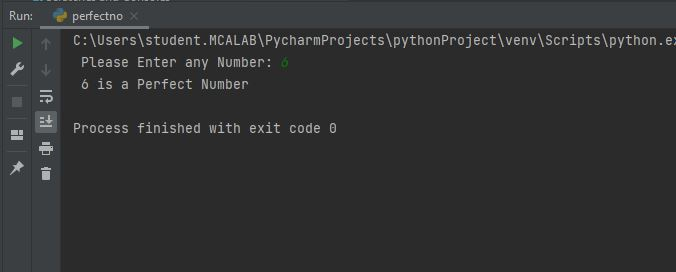 Run: perfectno
C:\Users\student.MCALAB\PycharmProjects\pythonProject\venv\Scripts\python.ex
Please Enter any Number: 6
6 is a Perfect Number
Process finished with exit code 0